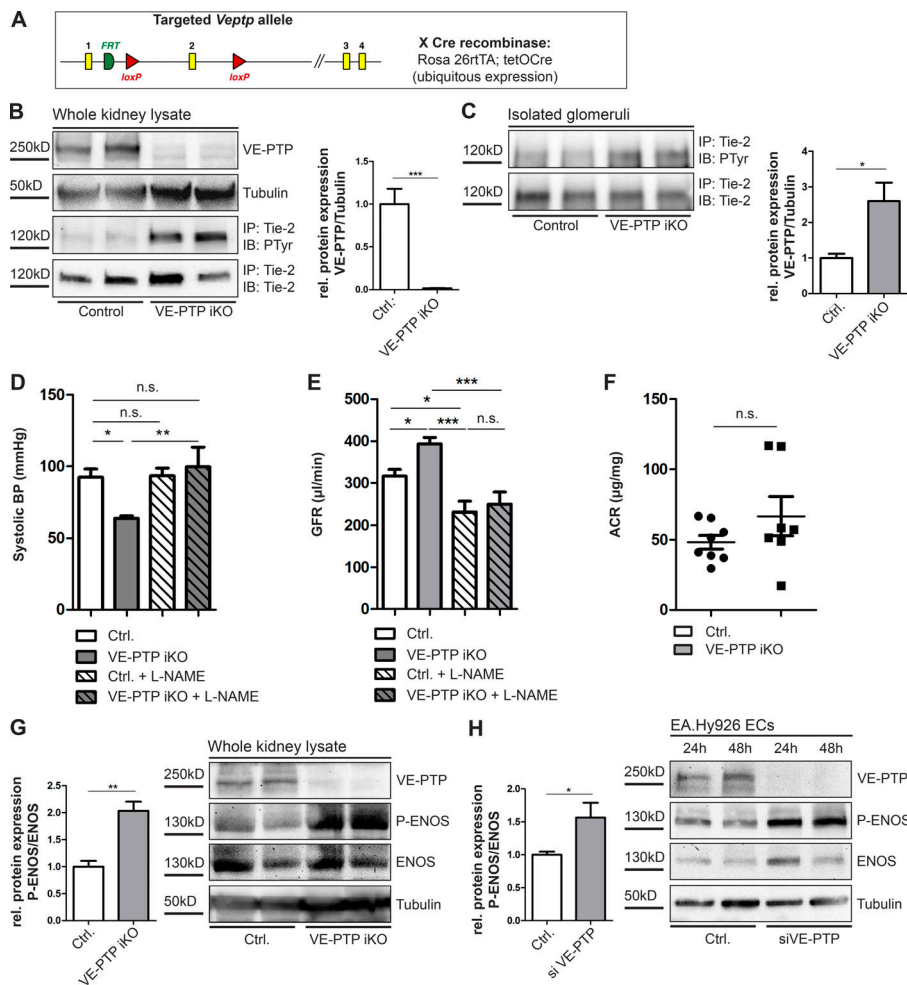 A
Targeted Veptp allele
1 FRT 2 3 4
loxP loxP
//
X Cre recombinase:
Rosa 26rtTA; tetOCre
(ubiquitous expression)
B
Whole kidney lysate
250kD VE-PTP
50kD Tubulin
120kD IP: Tie-2
IB: PTyr
120kD IP: Tie-2
IB: Tie-2
Control VE-PTP iKO
rel. protein expression
VE-PTP/Tubulin
1.5
1.0
0.5
0.0
***
Ctrl.
VE-PTP iKO
C
Isolated glomeruli
120kD IP: Tie-2
IB: PTyr
120kD IP: Tie-2
IB: Tie-2
Control VE-PTP iKO
rel. protein expression
VE-PTP/Tubulin
4
3
2
1
0
*
Ctrl.
VE-PTP iKO
D
Systolic BP (mmHg)
150
100
50
0
n.s.
n.s.
* **
Ctrl.
VE-PTP iKO
Ctrl. + L-NAME
VE-PTP iKO + L-NAME
E
GFR (µl/min)
500
400
300
200
100
0
***
*
* *** n.s.
Ctrl.
VE-PTP iKO
Ctrl. + L-NAME
VE-PTP iKO + L-NAME
F
ACR (µg/mg)
150
100
50
0
n.s.
Ctrl.
VE-PTP iKO
G
rel. protein expression
P-ENOS/ENOS
2.5
2.0
1.5
1.0
0.5
0.0
**
Ctrl.
VE-PTP iKO
Whole kidney lysate
250kD VE-PTP
130kD P-ENOS
130kD ENOS
50kD Tubulin
Ctrl. VE-PTP iKO
H
rel. protein expression
P-ENOS/ENOS
2.0
1.5
1.0
0.5
0.0
*
Ctrl.
si VE-PTP
EA.Hy926 ECs
24h 48h 24h 48h
250kD VE-PTP
130kD P-ENOS
130kD ENOS
50kD Tubulin
Ctrl. siVE-PTP